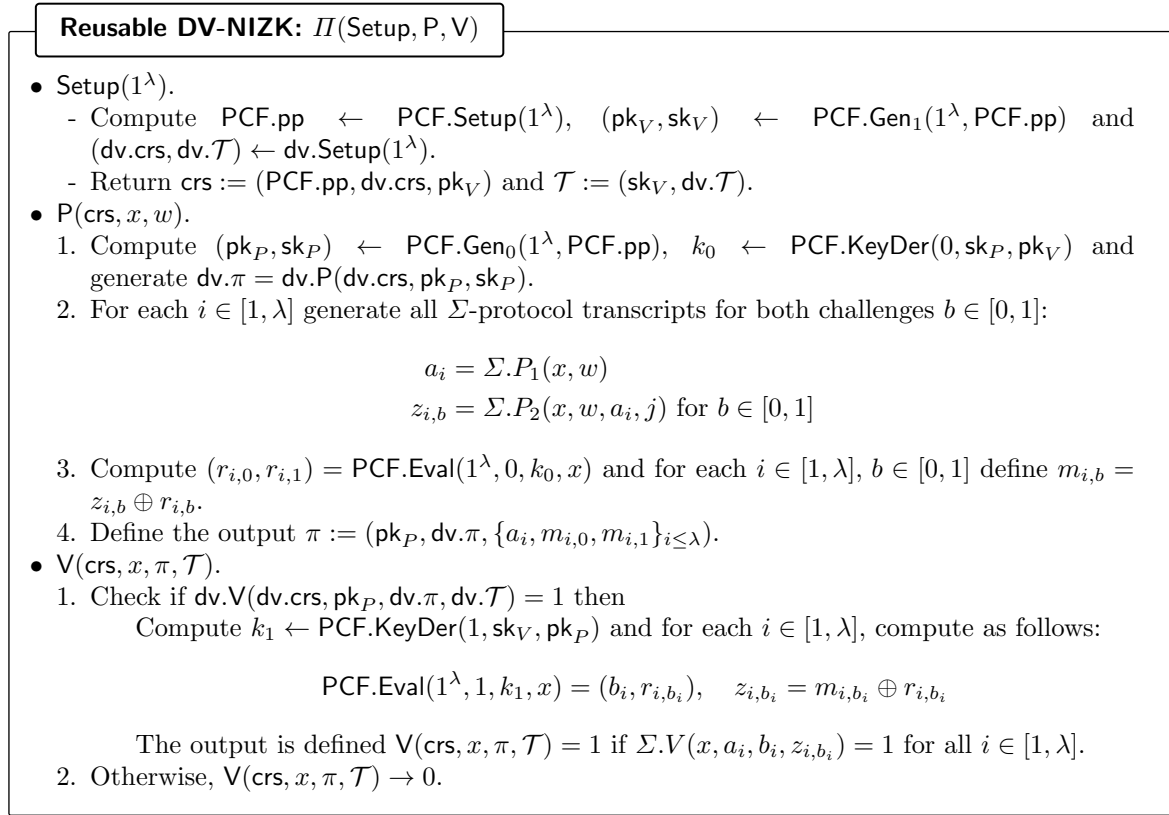 Reusable DV-NIZK: Π(Setup, P, V)
• Setup(1^λ).
- Compute PCF.pp ← PCF.Setup(1^λ), (pk_V, sk_V) ← PCF.Gen_1(1^λ, PCF.pp) and
(dv.crs, dv.𝒯) ← dv.Setup(1^λ).
- Return crs := (PCF.pp, dv.crs, pk_V) and 𝒯 := (sk_V, dv.𝒯).
• P(crs, x, w).
1. Compute (pk_P, sk_P) ← PCF.Gen_0(1^λ, PCF.pp), k_0 ← PCF.KeyDer(0, sk_P, pk_V) and
generate dv.π = dv.P(dv.crs, pk_P, sk_P).
2. For each i ∈ [1, λ] generate all Σ-protocol transcripts for both challenges b ∈ [0, 1]:
a_i = Σ.P_1(x, w)
z_{i,b} = Σ.P_2(x, w, a_i, j) for b ∈ [0, 1]
3. Compute (r_{i,0}, r_{i,1}) = PCF.Eval(1^λ, 0, k_0, x) and for each i ∈ [1, λ], b ∈ [0, 1] define m_{i,b} =
z_{i,b} ⊕ r_{i,b}.
4. Define the output π := (pk_P, dv.π, {a_i, m_{i,0}, m_{i,1}}_{i≤λ}).
• V(crs, x, π, 𝒯).
1. Check if dv.V(dv.crs, pk_P, dv.π, dv.𝒯) = 1 then
Compute k_1 ← PCF.KeyDer(1, sk_V, pk_P) and for each i ∈ [1, λ], compute as follows:
PCF.Eval(1^λ, 1, k_1, x) = (b_i, r_{i,b_i}), z_{i,b_i} = m_{i,b_i} ⊕ r_{i,b_i}
The output is defined V(crs, x, π, 𝒯) = 1 if Σ.V(x, a_i, b_i, z_{i,b_i}) = 1 for all i ∈ [1, λ].
2. Otherwise, V(crs, x, π, 𝒯) → 0.